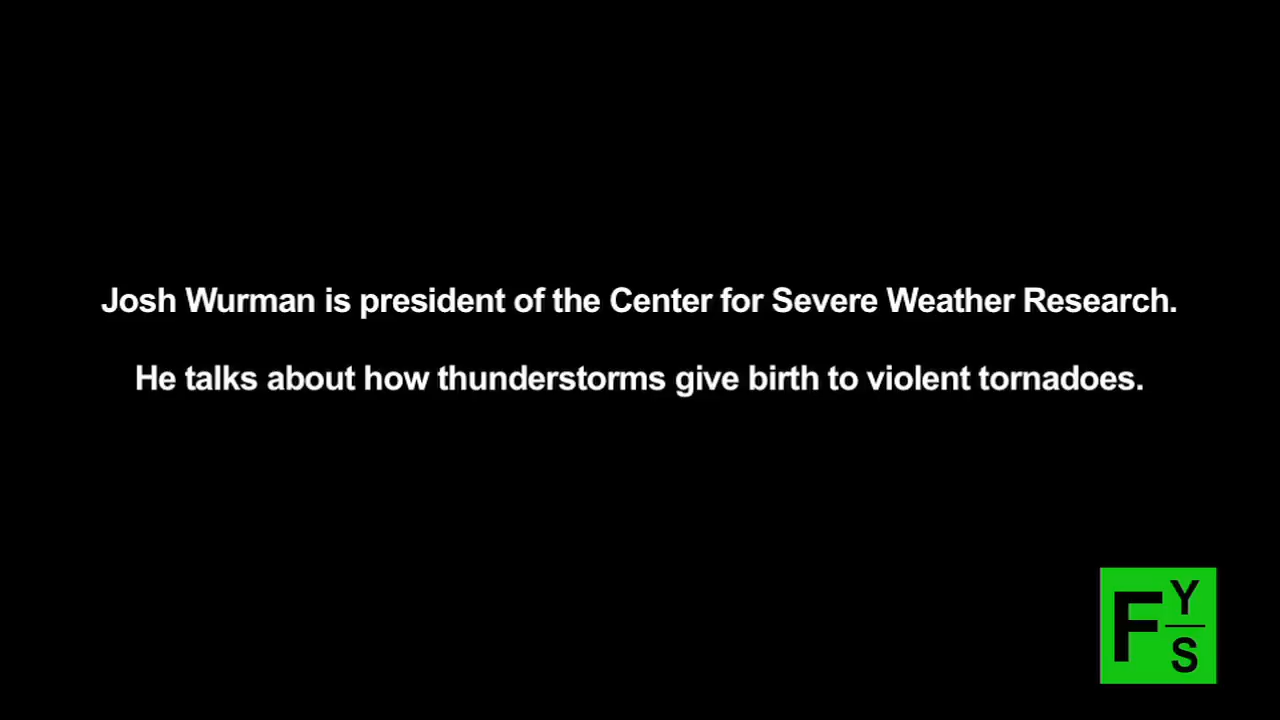 Josh Wurman is president of the Center for Severe Weather Research.
He talks about how thunderstorms give birth to violent tornadoes.
F
Y
S